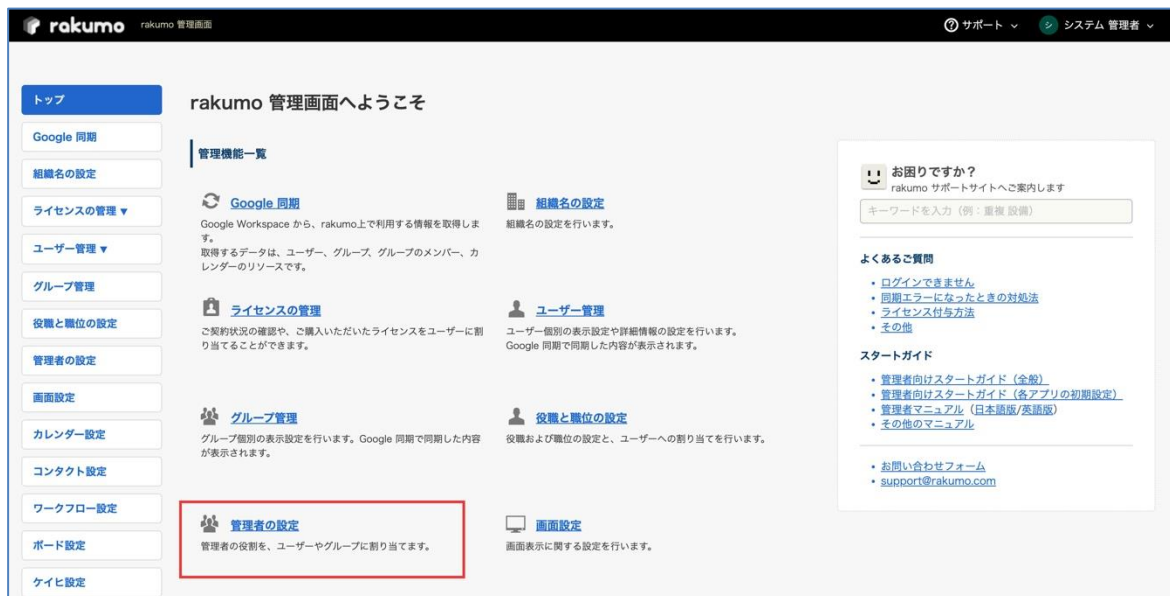 rakumo rakumo 管理画面
サポート
シ システム 管理者
トップ
Google 同期
組織名の設定
ライセンスの管理 ▼
ユーザー管理 ▼
グループ管理
役職と職位の設定
管理者の設定
画面設定
カレンダー設定
コンタクト設定
ワークフロー設定
ボード設定
ケイヒ設定
rakumo 管理画面へようこそ
管理機能一覧
Google 同期
Google Workspace から、rakumo上で利用する情報を取得しま
す。
取得するデータは、ユーザー、グループ、グループのメンバー、カ
レンダーのリソースです。
組織名の設定
組織名の設定を行います。
ライセンスの管理
ご契約状況の確認や、ご購入いただいたライセンスをユーザーに割
り当てることができます。
ユーザー管理
ユーザー個別の表示設定や詳細情報の設定を行います。
Google 同期で同期した内容が表示されます。
グループ管理
グループ個別の表示設定を行います。Google 同期で同期した内容
が表示されます。
役職と職位の設定
役職および職位の設定と、ユーザーへの割り当てを行います。
管理者の設定
管理者の役割を、ユーザーやグループに割り当てます。
画面設定
画面表示に関する設定を行います。
お困りですか？
rakumo サポートサイトへご案内します
キーワードを入力（例：重複 設備）
よくあるご質問
• ログインできません
• 同期エラーになったときの対処法
• ライセンス付与方法
• その他
スタートガイド
• 管理者向けスタートガイド（全般）
• 管理者向けスタートガイド（各アプリの初期設定）
• 管理者マニュアル（日本語版/英語版）
• その他のマニュアル
• お問い合わせフォーム
• support@rakumo.com